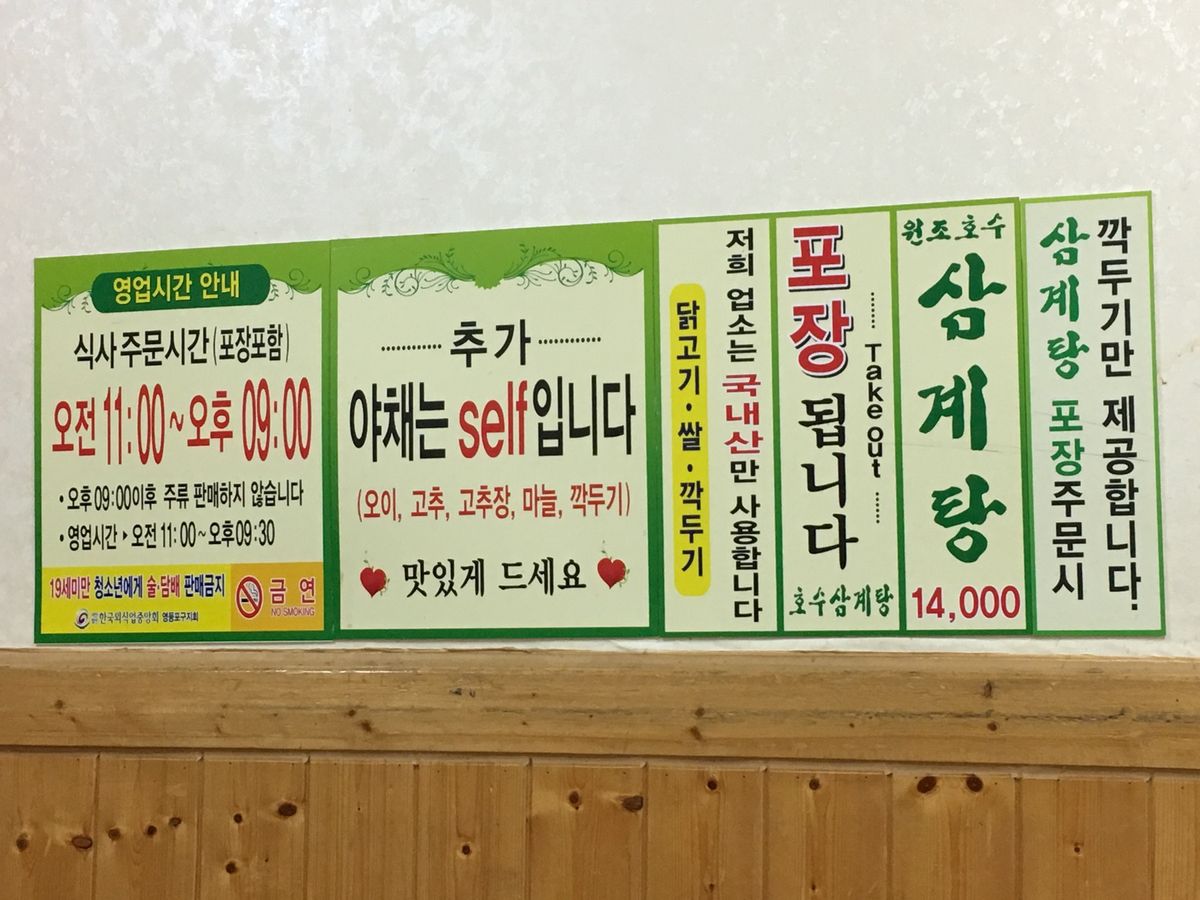 영업시간 안내
식사 주문시간(포장포함)
오전 11:00~오후 09:00
•오후 09:00이후 주류 판매하지 않습니다
•영업시간 ▶ 오전 11:00~오후 09:30
19세미만 청소년에게 술·담배 판매금지
한국외식업중앙회 영등포구지회
금연
NO SMOKING
추가
야채는 self입니다
(오이, 고추, 고추장, 마늘, 깍두기)
맛있게 드세요
저희 업소는 국내산만 사용합니다
닭고기·쌀·깍두기
포장됩니다
Take out
호수삼계탕
원조호수
삼계탕
14,000
삼계탕 포장주문시
깍두기만 제공합니다.